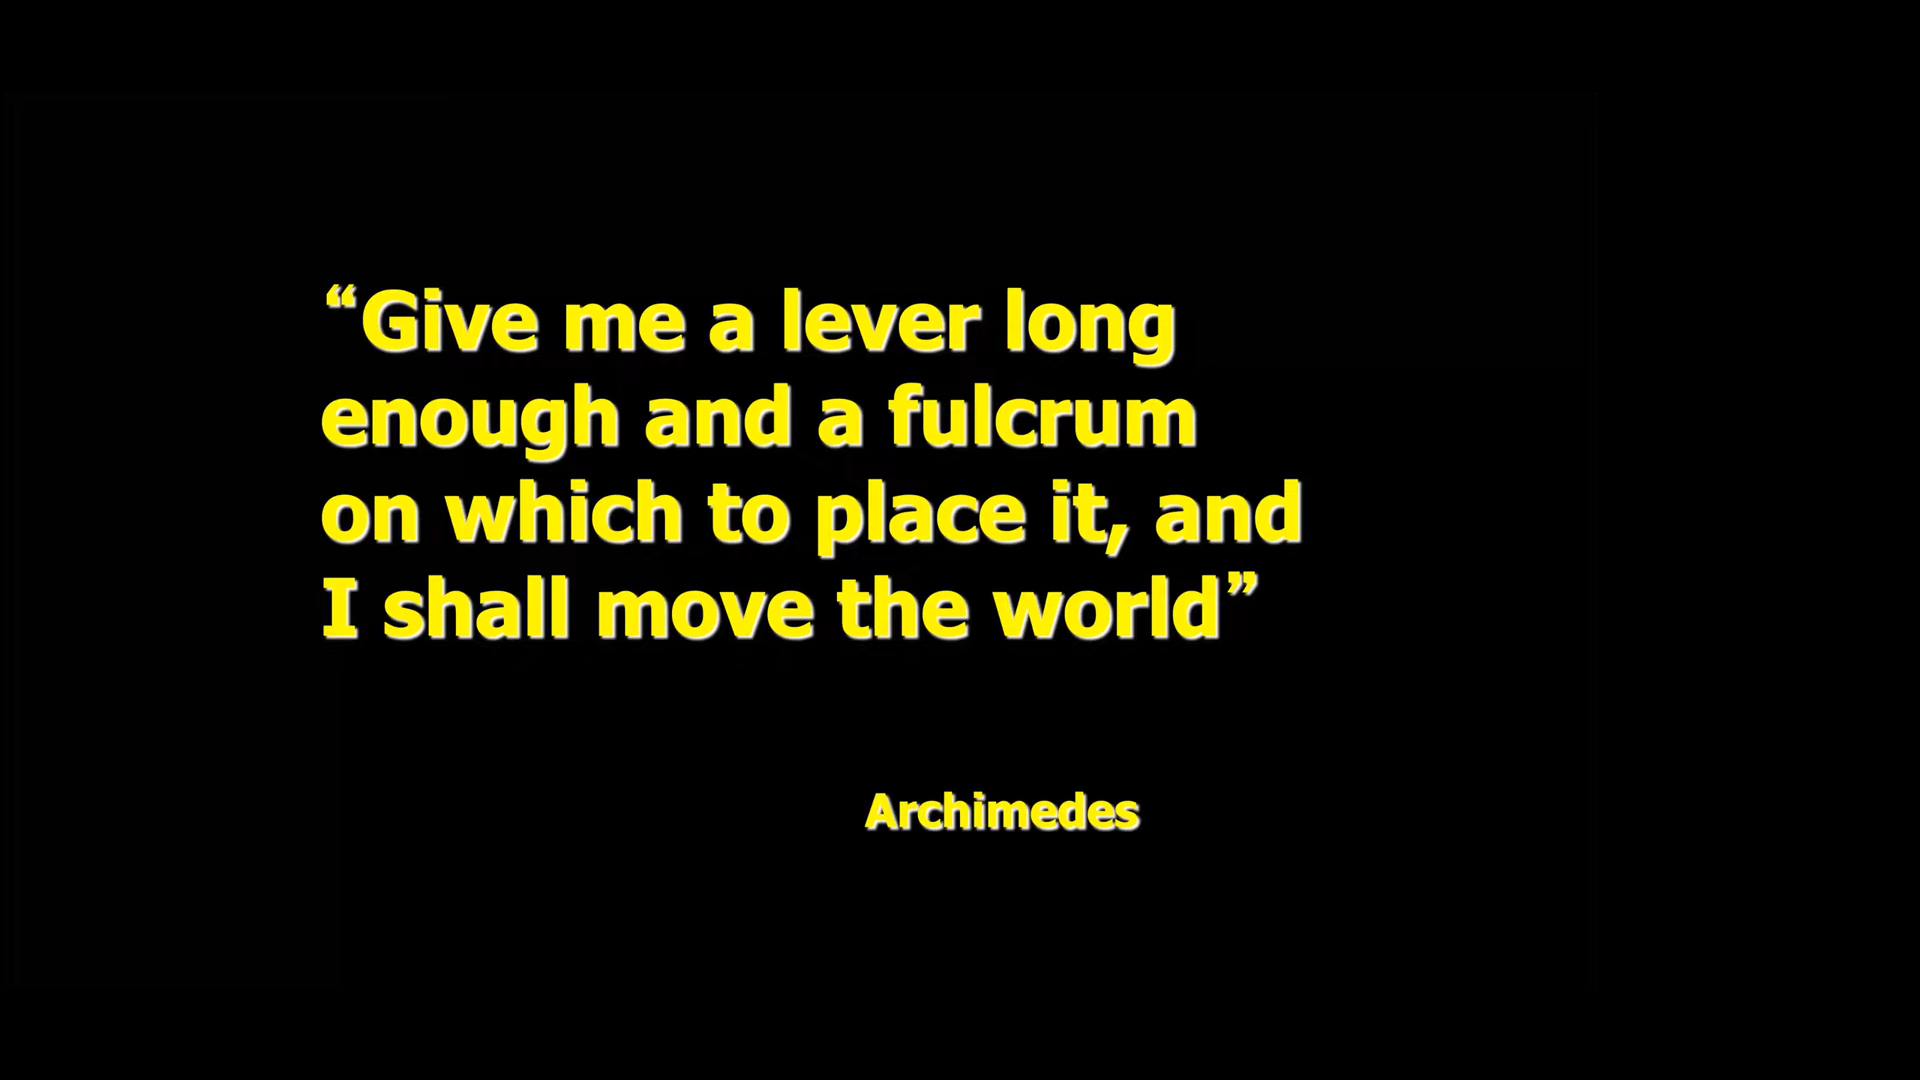 “Give me a lever long
enough and a fulcrum
on which to place it, and
I shall move the world”
Archimedes